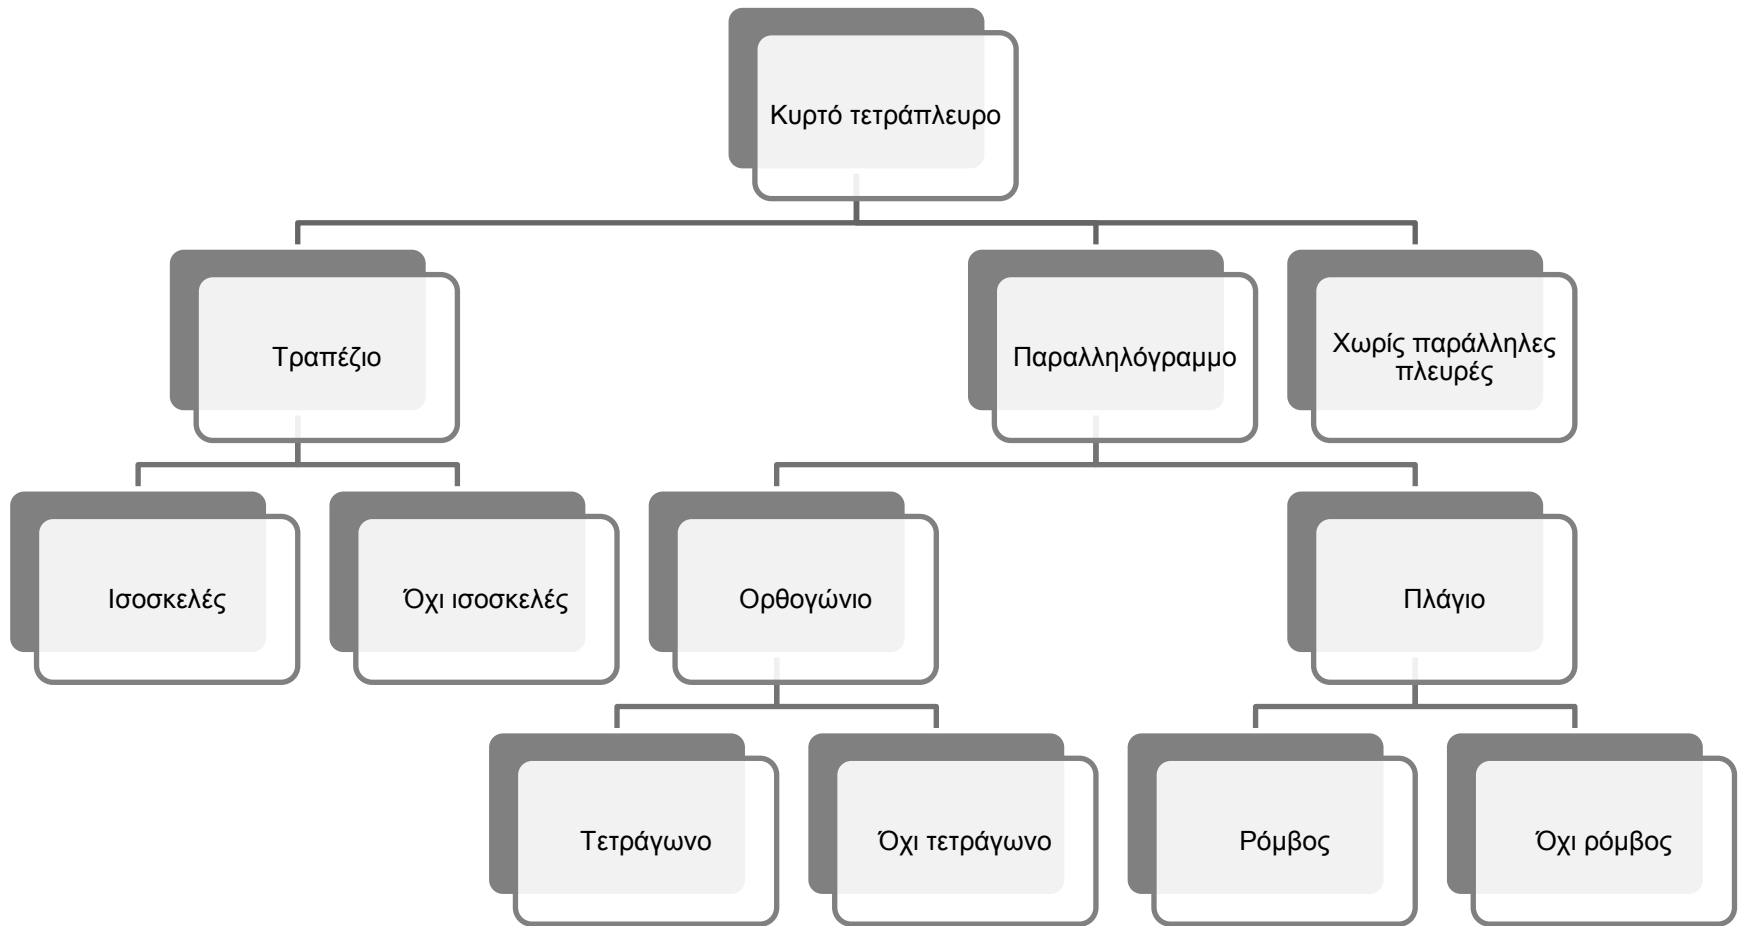 Κυρτό τετράπλευρο
Τραπέζιο
Παραλληλόγραμμο
Χωρίς παράλληλες
πλευρές
Ισοσκελές
Όχι ισοσκελές
Ορθογώνιο
Πλάγιο
Τετράγωνο
Όχι τετράγωνο
Ρόμβος
Όχι ρόμβος